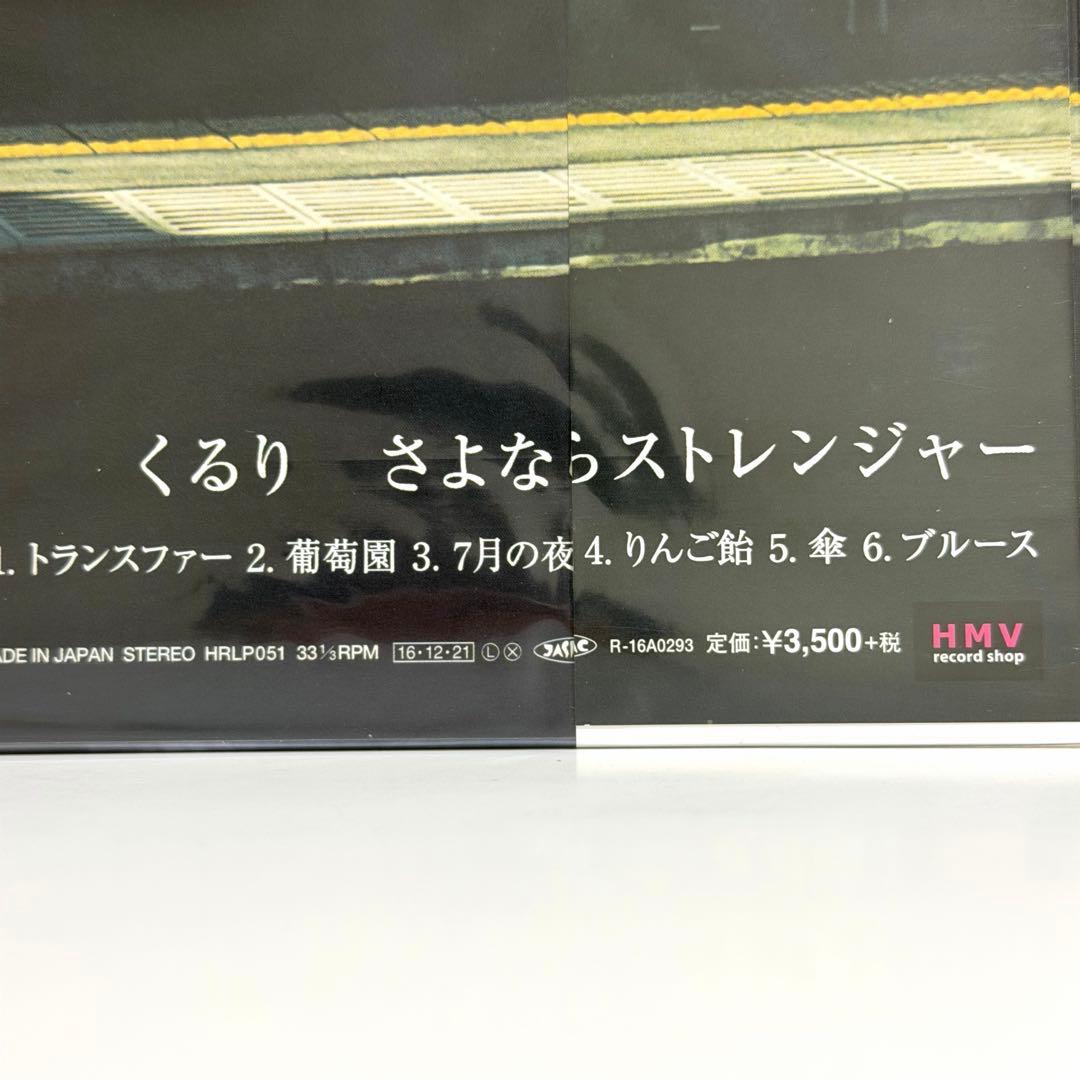 くるり さよならストレンジャー
1. トランスファー 2. 葡萄園 3. 7月の夜 4. りんご飴 5. 傘 6. ブルース
ADE IN JAPAN STEREO HRLP051 33 1/3RPM 16・12・21 Ⓛ Ⓧ JASRAC R-16A0293 定価:¥3,500+税
HMV
record shop